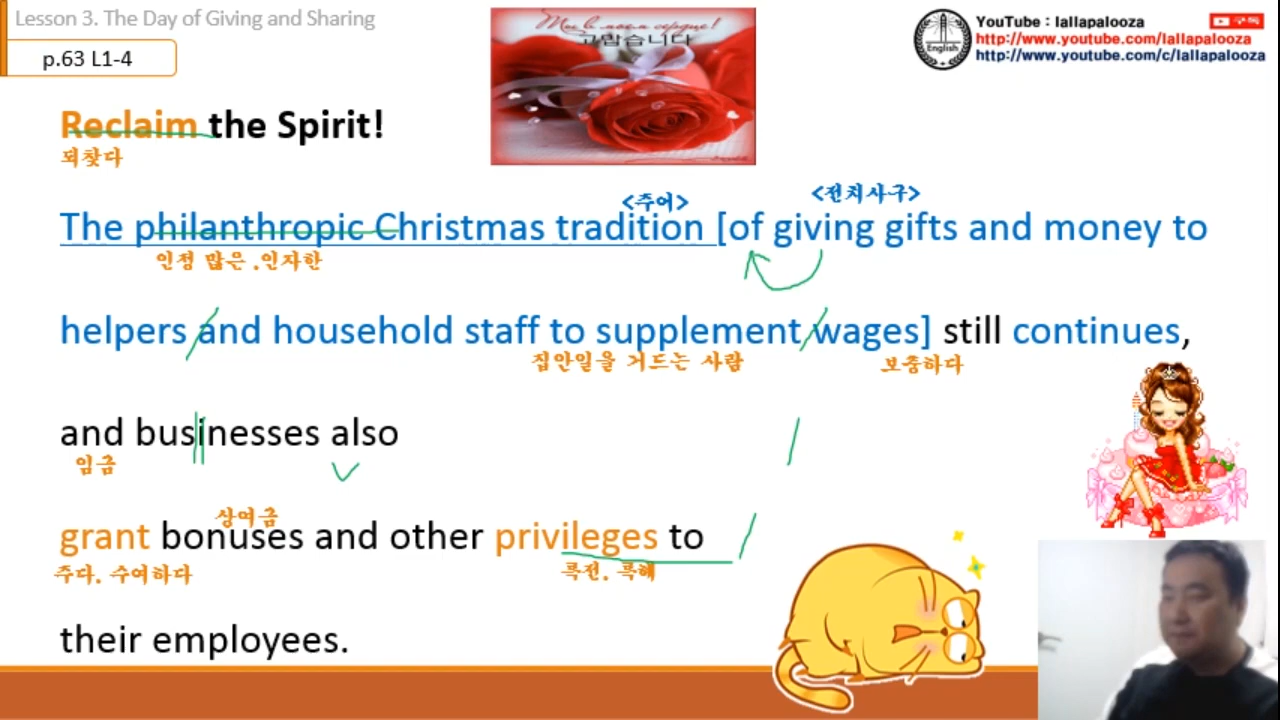 Lesson 3. The Day of Giving and Sharing
p.63 L1-4
Ты в моем сердце!
고맙습니다
English
YouTube : lallapalooza
구독
http://www.youtube.com/lallapalooza
http://www.youtube.com/c/lallapalooza
Reclaim the Spirit!
되찾다
<주어>
<전치사구>
The philanthropic Christmas tradition [of giving gifts and money to
인정 많은 .인자한
helpers and household staff to supplement wages] still continues,
집안일을 거드는 사람
보충하다
and businesses also
임금
상여금
grant bonuses and other privileges to
주다. 수여하다
특전. 특혜
their employees.